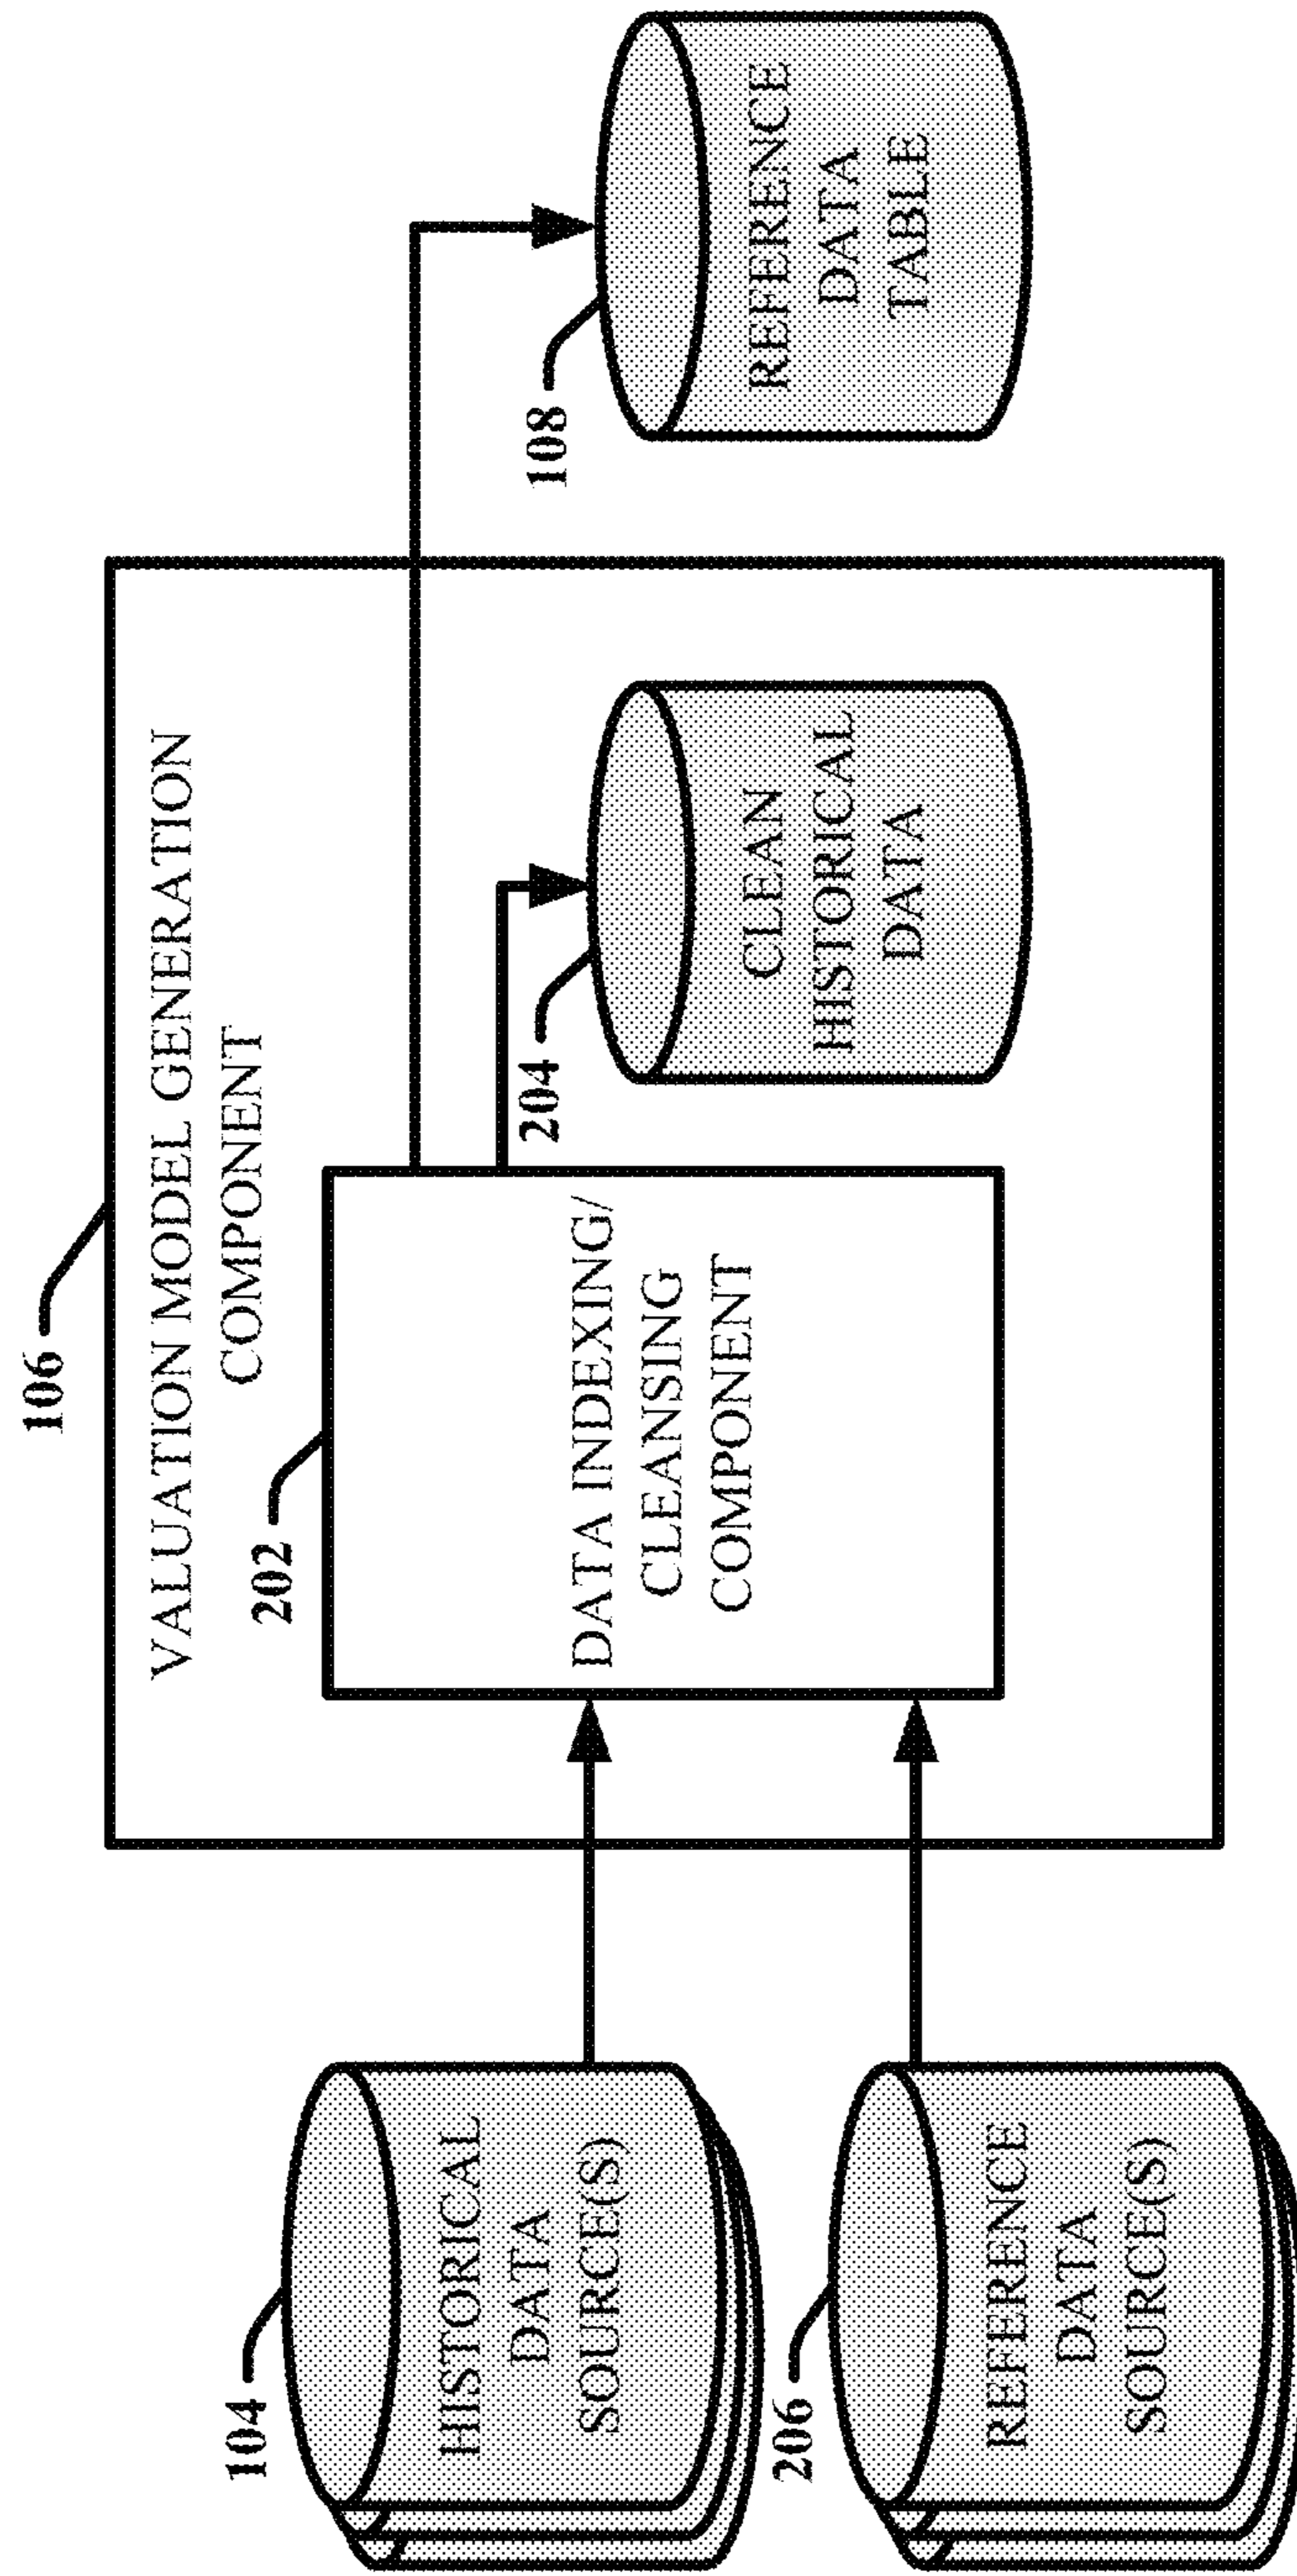 106
VALUATION MODEL GENERATION
COMPONENT
104
HISTORICAL
DATA
SOURCE(S)
206
REFERENCE
DATA
SOURCE(S)
202
DATA INDEXING/
CLEANSING
COMPONENT
204
CLEAN
HISTORICAL
DATA
108
REFERENCE
DATA
TABLE